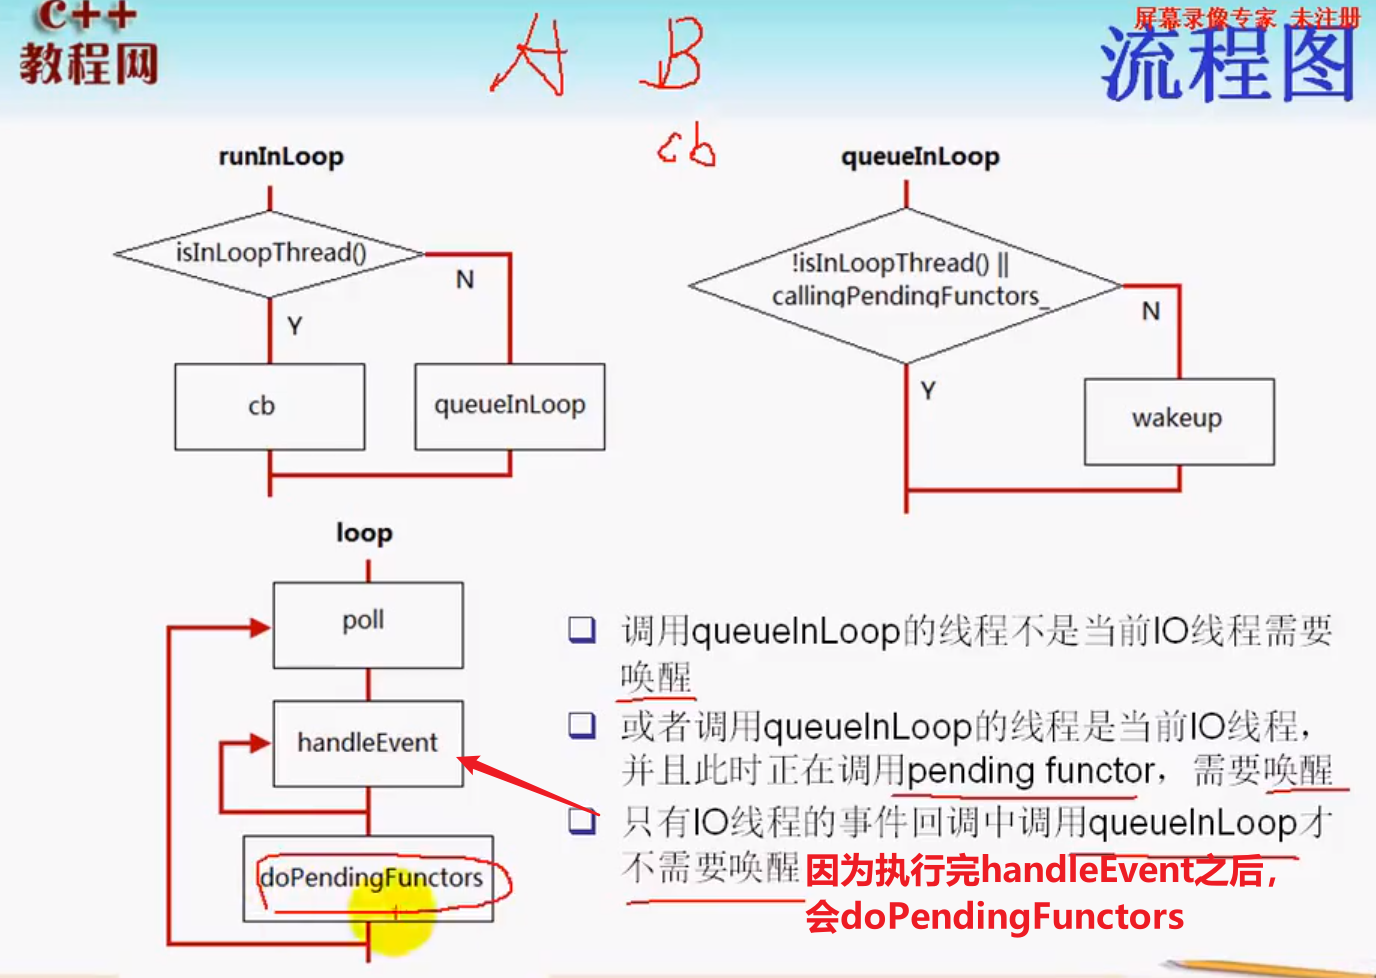 C++
教程网
屏幕录像专家 未注册
流程图
A B
cb
runInLoop
isInLoopThread()
N
Y
cb
queueInLoop
queueInLoop
!isInLoopThread() ||
callingPendingFunctors_
N
Y
wakeup
loop
poll
handleEvent
doPendingFunctors
调用queueInLoop的线程不是当前IO线程需要
唤醒
或者调用queueInLoop的线程是当前IO线程，
并且此时正在调用pending functor，需要唤醒
只有IO线程的事件回调中调用queueInLoop才
不需要唤醒
因为执行完handleEvent之后，
会doPendingFunctors